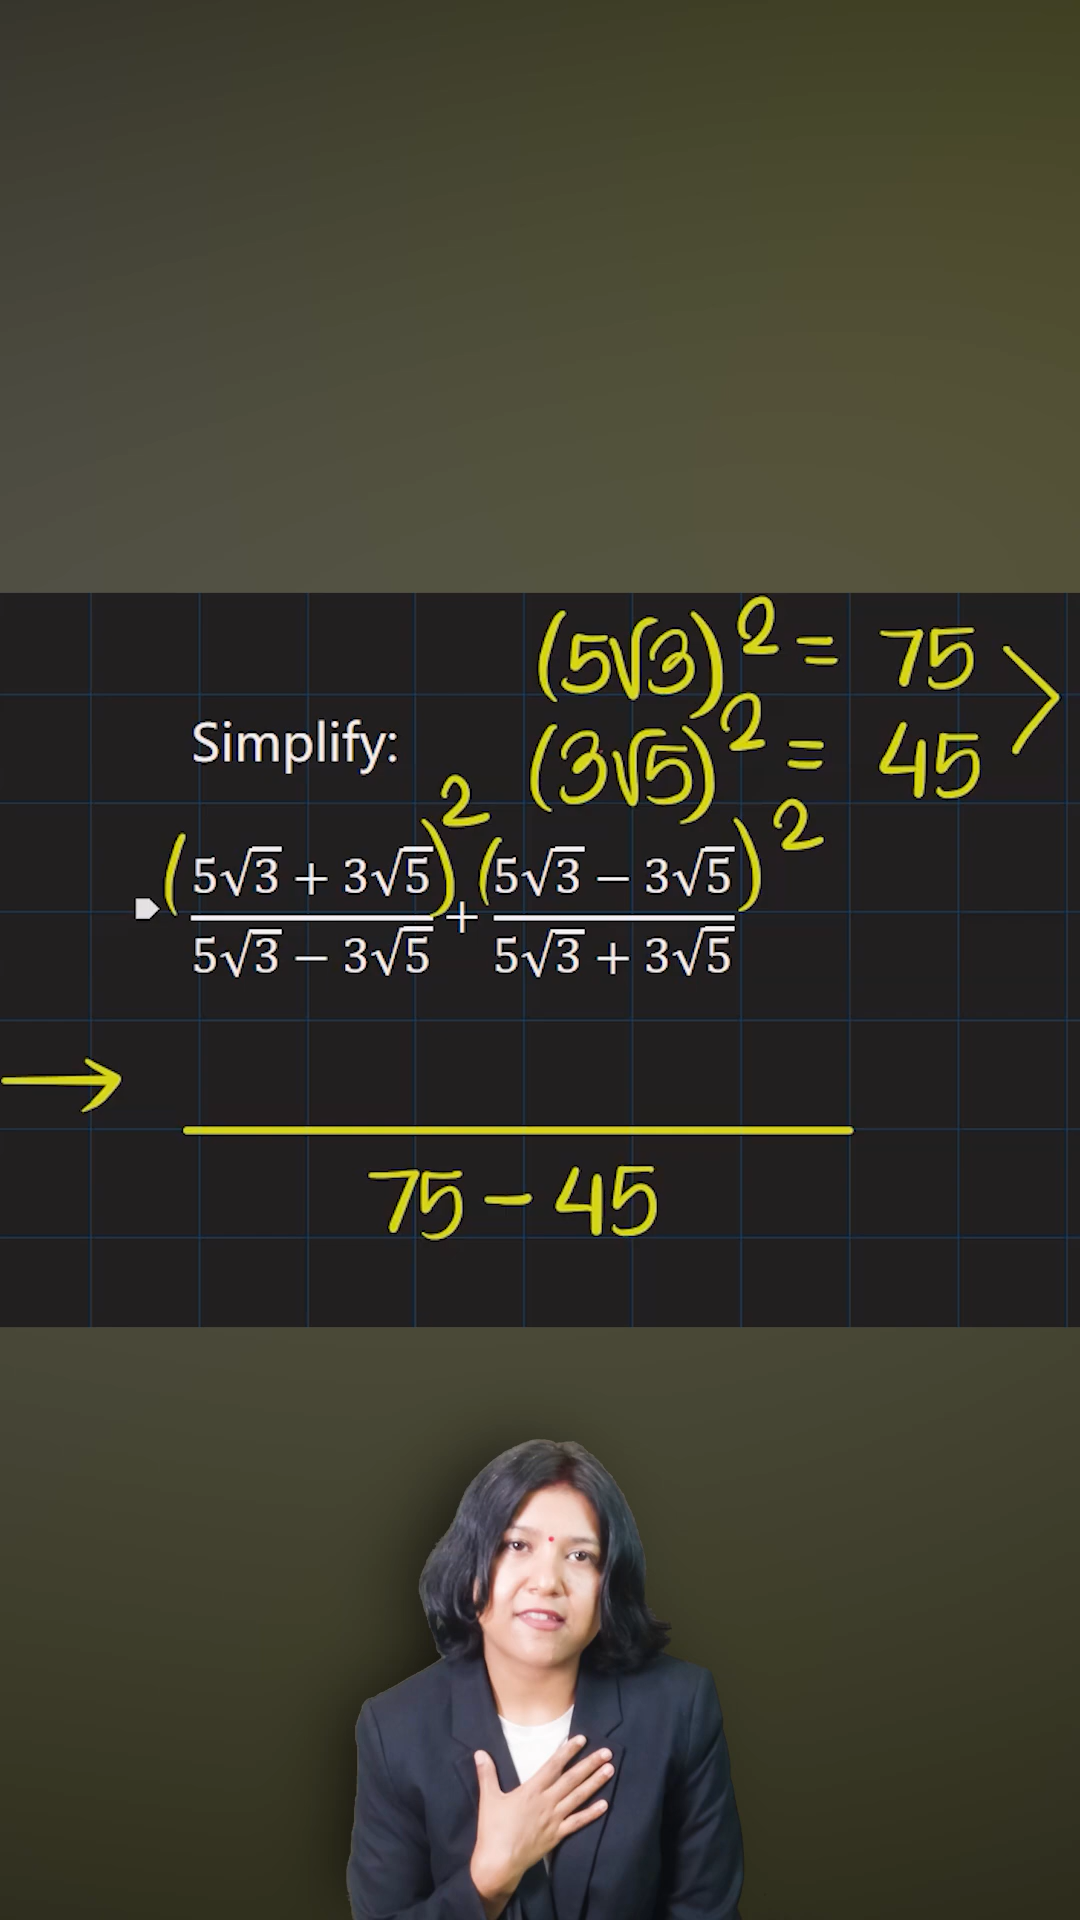 (5√3)² = 75
Simplify: (3√5)² = 45
(5√3 + 3√5)² (5√3 − 3√5)²
+
5√3 − 3√5 5√3 + 3√5
→
75 − 45